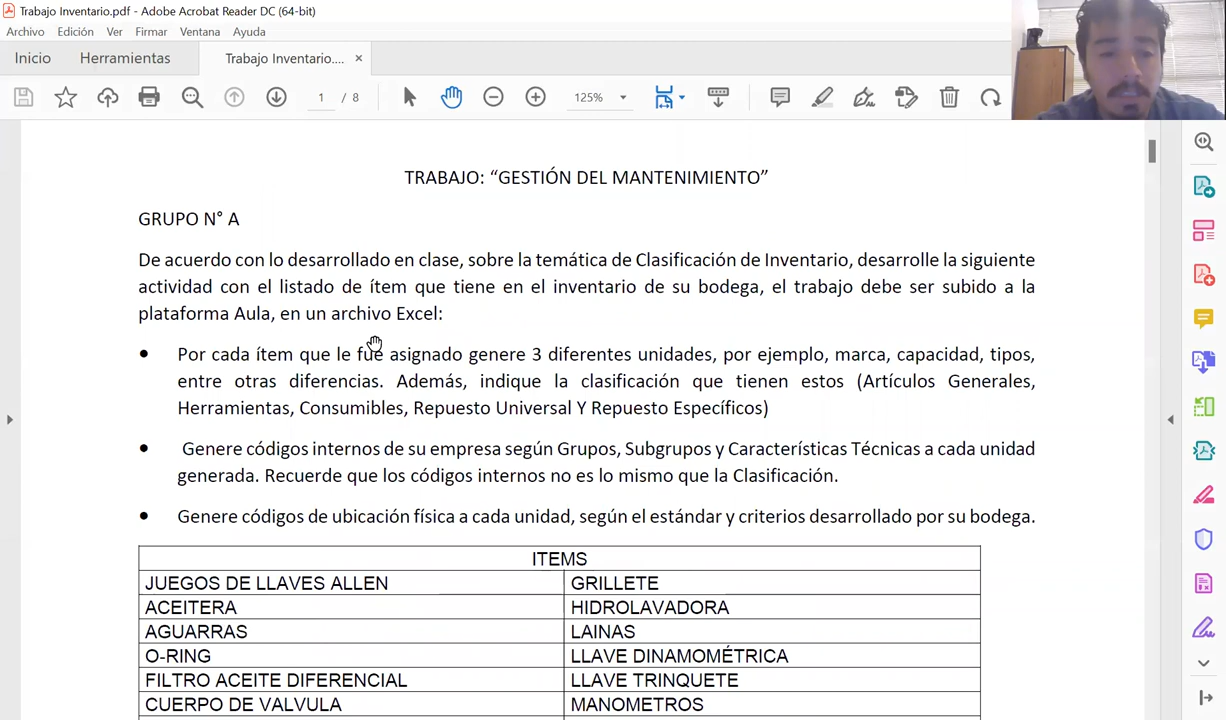 Trabajo Inventario.pdf - Adobe Acrobat Reader DC (64-bit)
Archivo Edición Ver Firmar Ventana Ayuda
Inicio Herramientas Trabajo Inventario.... ×
1 / 8 125%
TRABAJO: “GESTIÓN DEL MANTENIMIENTO”
GRUPO N° A
De acuerdo con lo desarrollado en clase, sobre la temática de Clasificación de Inventario, desarrolle la siguiente
actividad con el listado de ítem que tiene en el inventario de su bodega, el trabajo debe ser subido a la
plataforma Aula, en un archivo Excel:
• Por cada ítem que le fue asignado genere 3 diferentes unidades, por ejemplo, marca, capacidad, tipos,
entre otras diferencias. Además, indique la clasificación que tienen estos (Artículos Generales,
Herramientas, Consumibles, Repuesto Universal Y Repuesto Específicos)
• Genere códigos internos de su empresa según Grupos, Subgrupos y Características Técnicas a cada unidad
generada. Recuerde que los códigos internos no es lo mismo que la Clasificación.
• Genere códigos de ubicación física a cada unidad, según el estándar y criterios desarrollado por su bodega.
ITEMS
JUEGOS DE LLAVES ALLEN GRILLETE
ACEITERA HIDROLAVADORA
AGUARRAS LAINAS
O-RING LLAVE DINAMOMÉTRICA
FILTRO ACEITE DIFERENCIAL LLAVE TRINQUETE
CUERPO DE VALVULA MANOMETROS